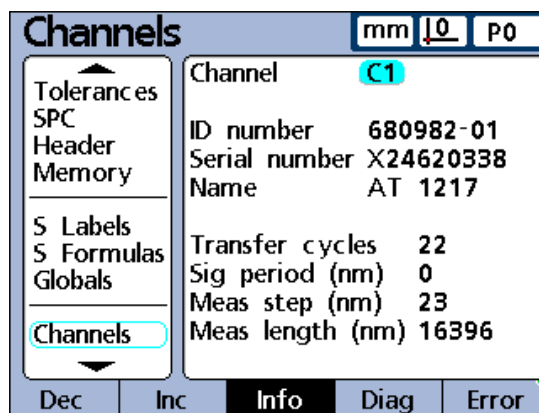 Channels mm 0 P0
Tolerances
SPC
Header
Memory
S Labels
S Formulas
Globals
Channels
Channel C1
ID number 680982-01
Serial number X24620338
Name AT 1217
Transfer cycles 22
Sig period (nm) 0
Meas step (nm) 23
Meas length (nm) 16396
Dec Inc Info Diag Error